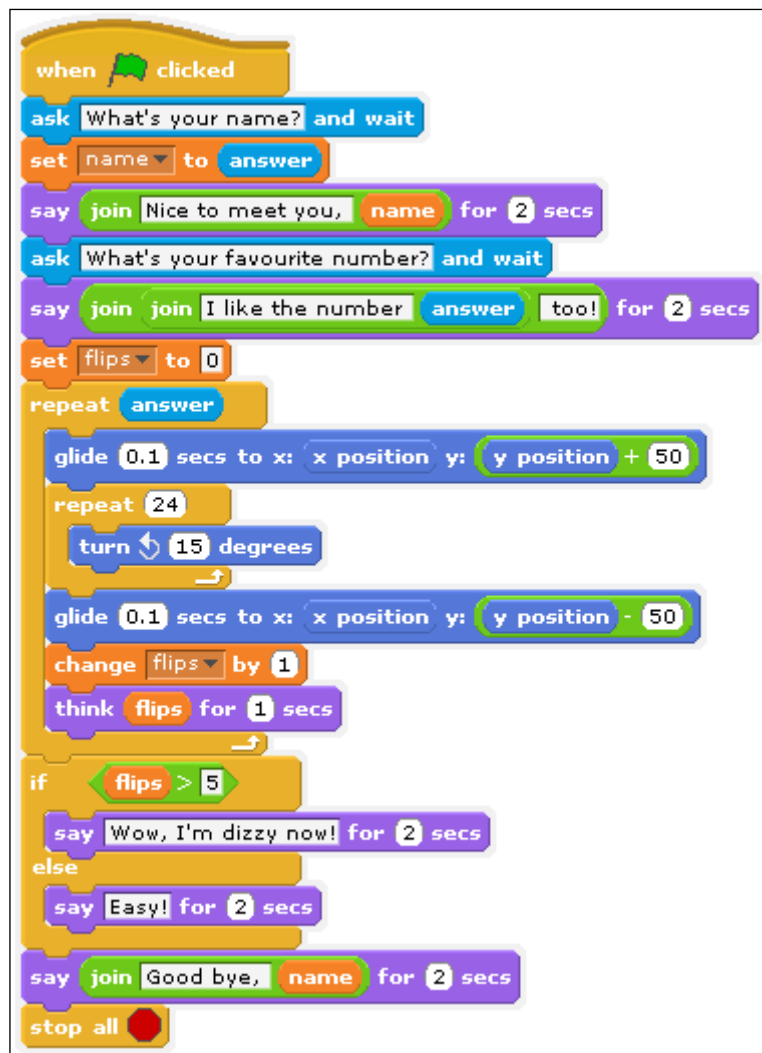 when clicked
ask What's your name? and wait
set name to answer
say join Nice to meet you, name for 2 secs
ask What's your favourite number? and wait
say join join I like the number answer too! for 2 secs
set flips to 0
repeat answer
glide 0.1 secs to x: x position y: y position + 50
repeat 24
turn 15 degrees
glide 0.1 secs to x: x position y: y position - 50
change flips by 1
think flips for 1 secs
if flips > 5
say Wow, I'm dizzy now! for 2 secs
else
say Easy! for 2 secs
say join Good bye, name for 2 secs
stop all